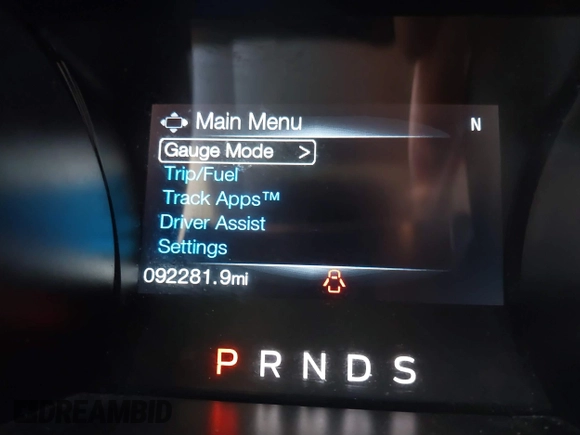 Main Menu
N
Gauge Mode >
Trip/Fuel
Track Apps™
Driver Assist
Settings
092281.9mi
P R N D S
DREAMBID